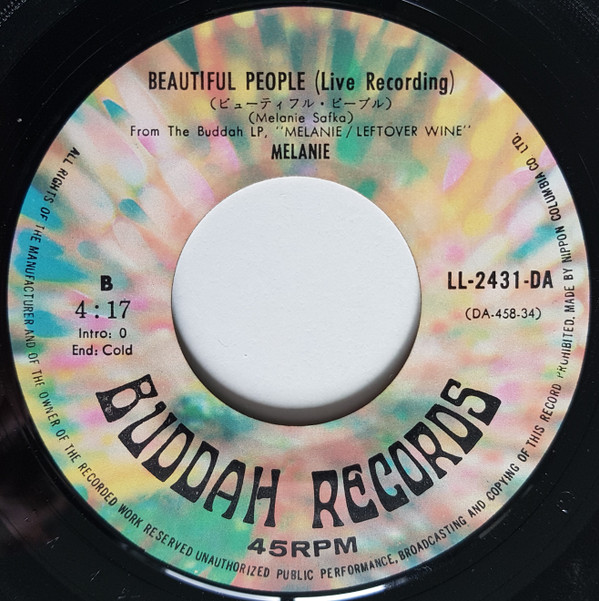 BEAUTIFUL PEOPLE (Live Recording)
(ビューティフル・ピープル)
(Melanie Safka)
From The Buddah LP, "MELANIE / LEFTOVER WINE"
MELANIE
B
4:17
Intro: 0
End: Cold
LL-2431-DA
(DA-458-34)
BUDDAH RECORDS
45RPM
ALL RIGHTS OF THE MANUFACTURER AND OF THE OWNER OF THE RECORDED WORK RESERVED UNAUTHORIZED PUBLIC PERFORMANCE, BROADCASTING AND COPYING OF THIS RECORD PROHIBITED. MADE BY NIPPON COLUMBIA CO. LTD.